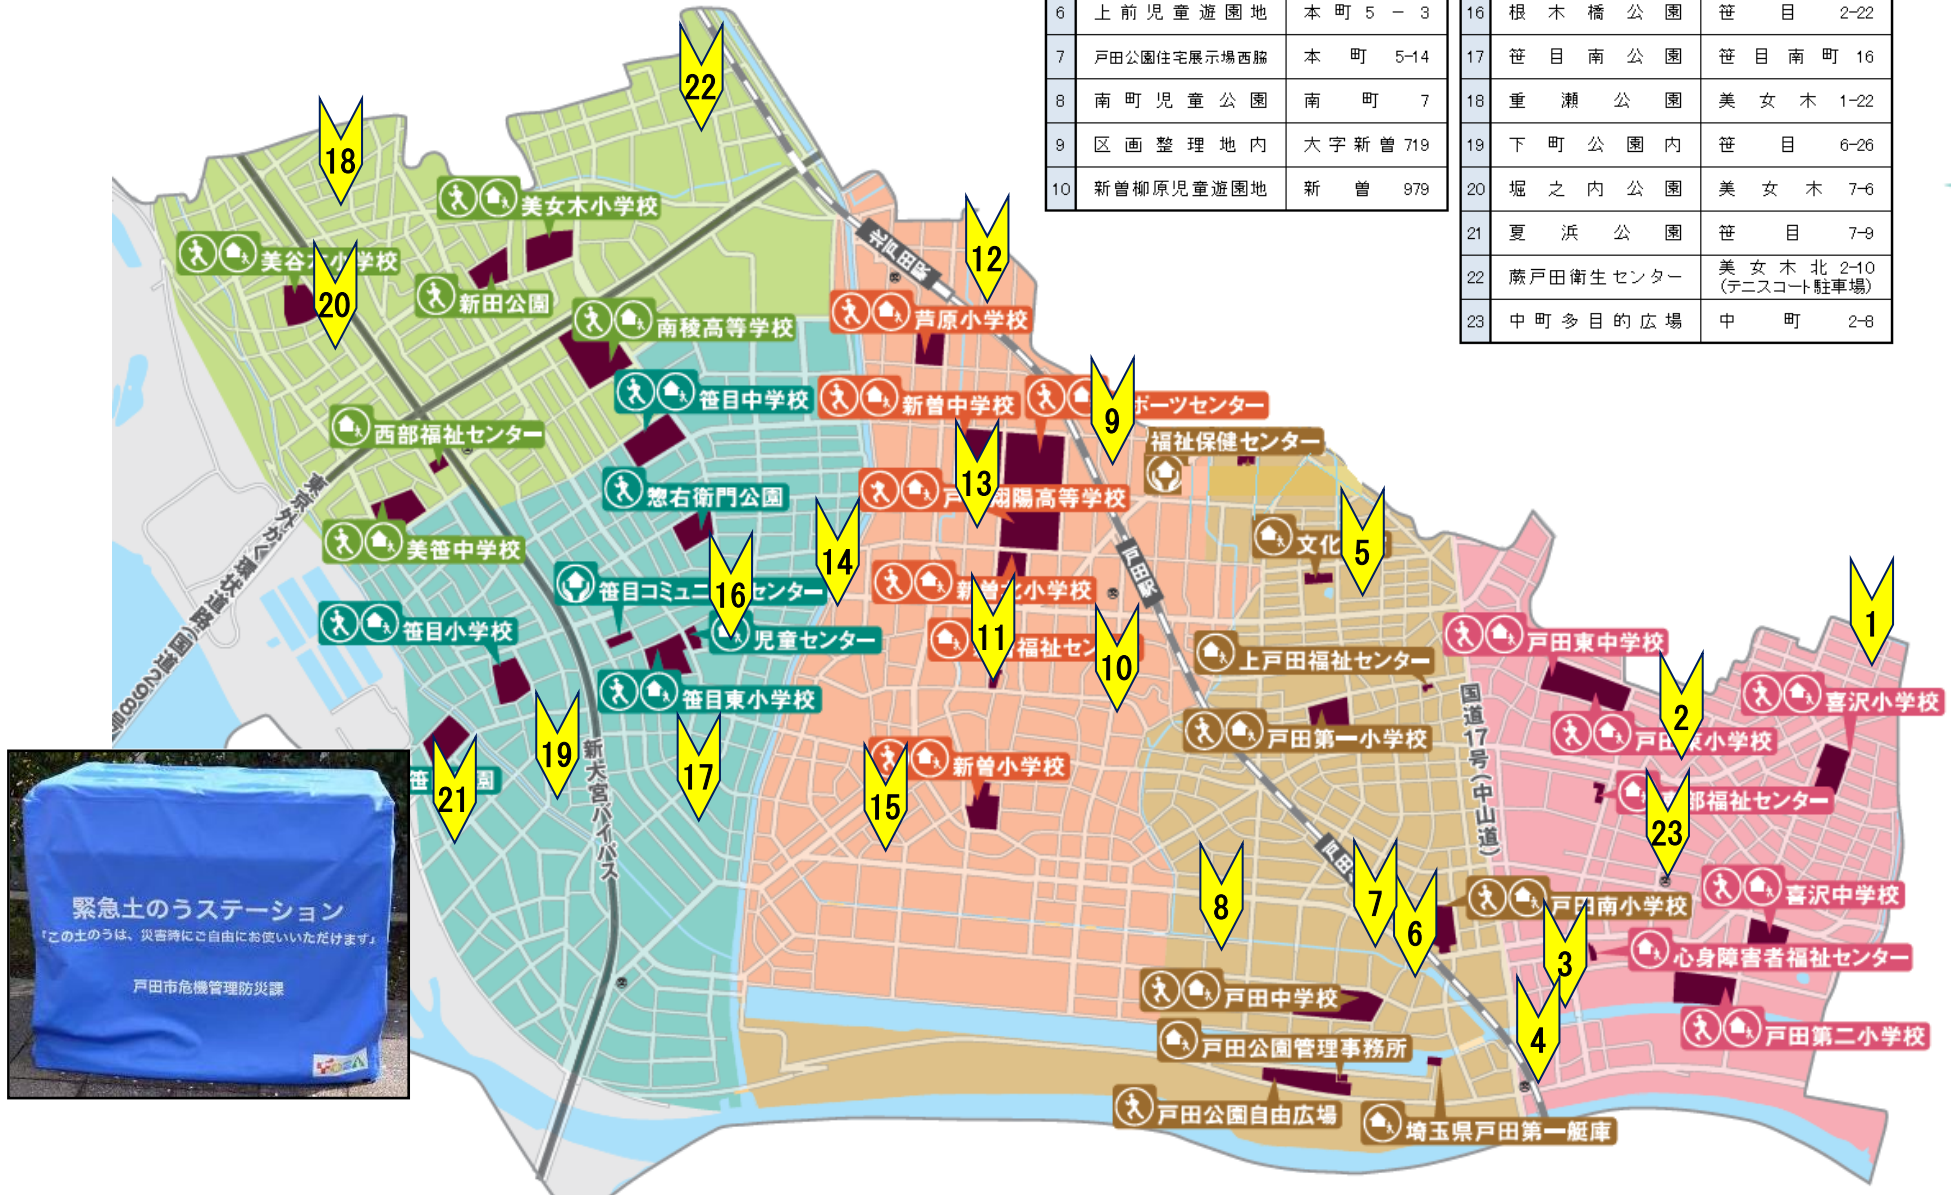 6 上前児童遊園地 本町5－3
7 戸田公園住宅展示場西脇 本町 5-14
8 南町児童公園 南町 7
9 区画整理地内 大字新曽 719
10 新曽柳原児童遊園地 新曽 979
16 根木橋公園 笹目 2-22
17 笹目南公園 笹目南町 16
18 重瀬公園 美女木 1-22
19 下町公園内 笹目 6-26
20 堀之内公園 美女木 7-6
21 夏浜公園 笹目 7-9
22 蕨戸田衛生センター 美女木北 2-10
(テニスコート駐車場)
23 中町多目的広場 中町 2-8
22
18
美女木小学校
美谷
小学校
20
新田公園
南稜高等学校
北戸田駅
12
芦原小学校
笹目中学校
新曽中学校
ポーツセンター
9
西部福祉センター
福祉保健センター
惣右衛門公園
13
戸
翔陽高等学校
東京外かく環状道路(国道298号)
美笹中学校
14
文化
5
戸田駅
笹目コミュニ
センター
16
新曽北小学校
1
笹目小学校
児童センター
11
福祉セン
10
上戸田福祉センター
戸田東中学校
笹目東小学校
国道17号(中山道)
2
喜沢小学校
19
新大宮バイパス
17
戸田第一小学校
戸田東小学校
笹
園
21
15
新曽小学校
部福祉センター
23
戸田
8
7
6
戸田南小学校
喜沢中学校
3
心身障害者福祉センター
4
戸田中学校
戸田第二小学校
戸田公園管理事務所
戸田公園自由広場
埼玉県戸田第一艇庫
緊急土のうステーション
『この土のうは、災害時にご自由にお使いいただけます』
戸田市危機管理防災課
TODA